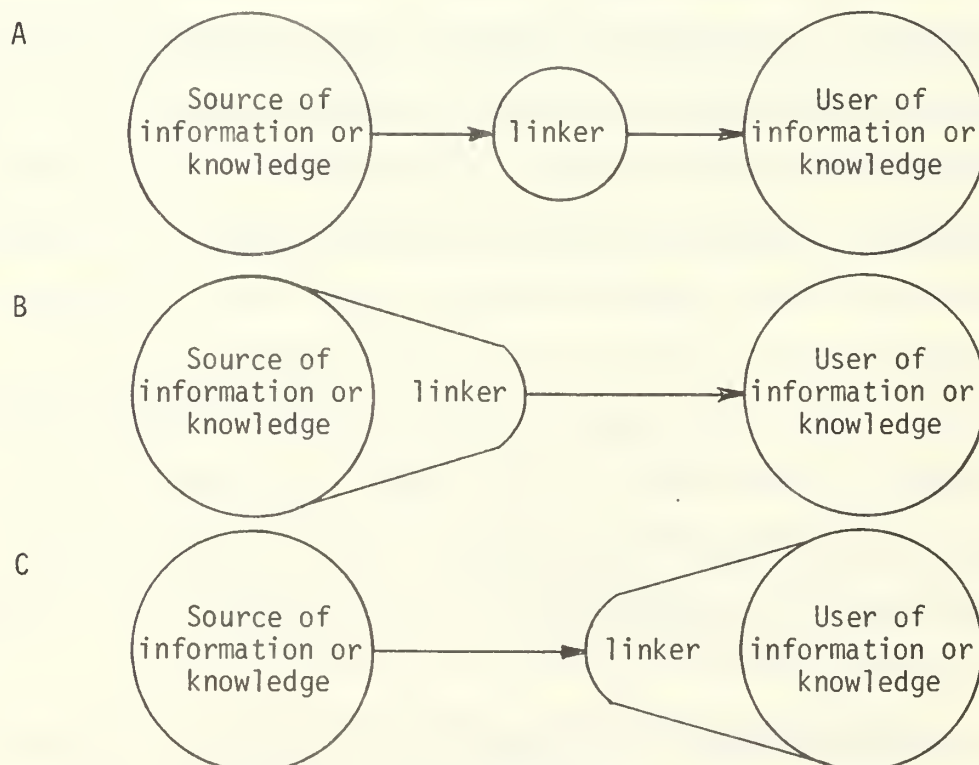 A
Source of
information or
knowledge
linker
User of
information or
knowledge
B
Source of
information or
knowledge
linker
User of
information or
knowledge
C
Source of
information or
knowledge
linker
User of
information or
knowledge